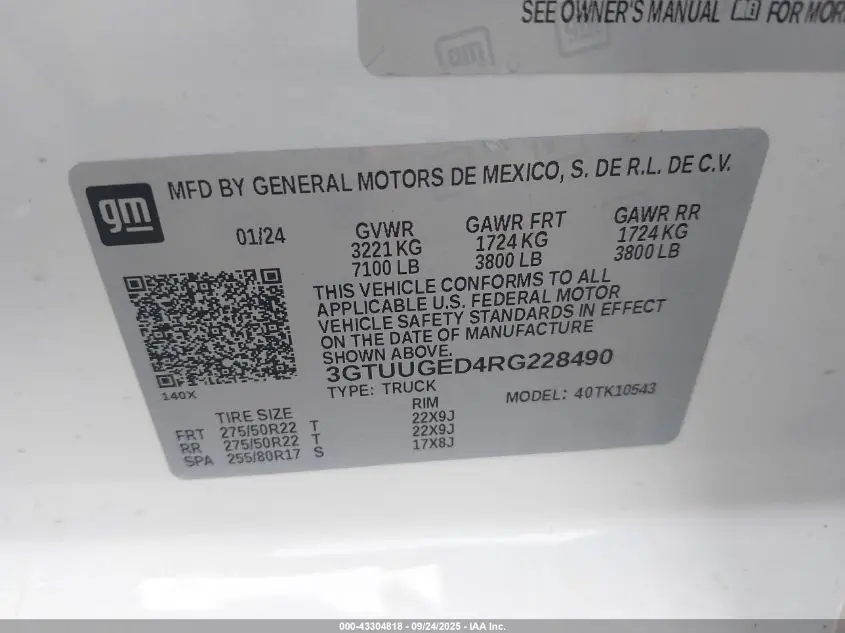 SEE OWNER'S MANUAL FOR MOR
gm
gm
gm MFD BY GENERAL MOTORS DE MEXICO, S. DE R.L. DE C.V.
01/24 GVWR GAWR FRT GAWR RR
3221 KG 1724 KG 1724 KG
7100 LB 3800 LB 3800 LB
THIS VEHICLE CONFORMS TO ALL
APPLICABLE U.S. FEDERAL MOTOR
VEHICLE SAFETY STANDARDS IN EFFECT
ON THE DATE OF MANUFACTURE
SHOWN ABOVE.
3GTUUGED4RG228490
140X TYPE: TRUCK MODEL: 40TK10543
TIRE SIZE RIM
FRT 275/50R22 T 22X9J
RR 275/50R22 T 22X9J
SPA 255/80R17 S 17X8J
000-43304818 - 09/24/2025 - IAA Inc.